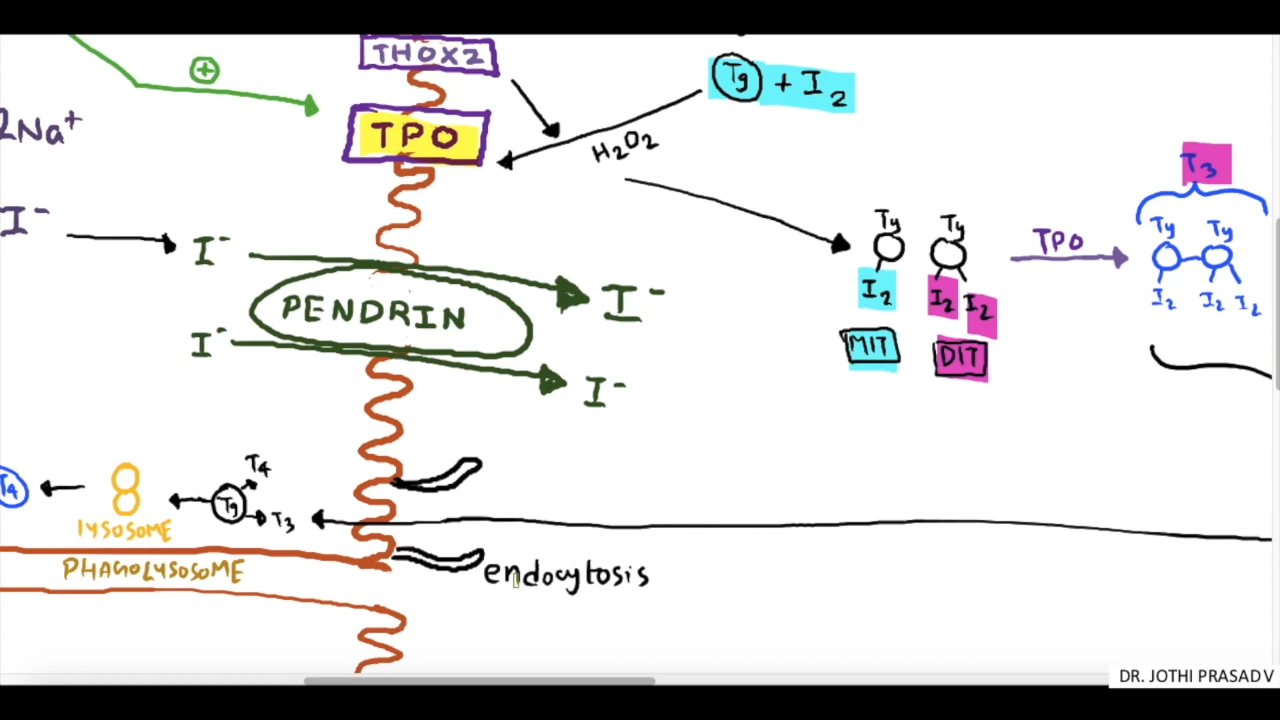 THOX2
Tg + I2
+
TPO
2Na+
H2O2
T3
I-
I-
Ty Ty
TPO
Ty Ty
I2 I2 I2
I2 I2 I2
MIT DIT
PENDRIN
I-
I-
I-
T4
T4
Tg
T3
lysosome
PHAGOLYSOSOME
endocytosis
DR. JOTHI PRASAD V